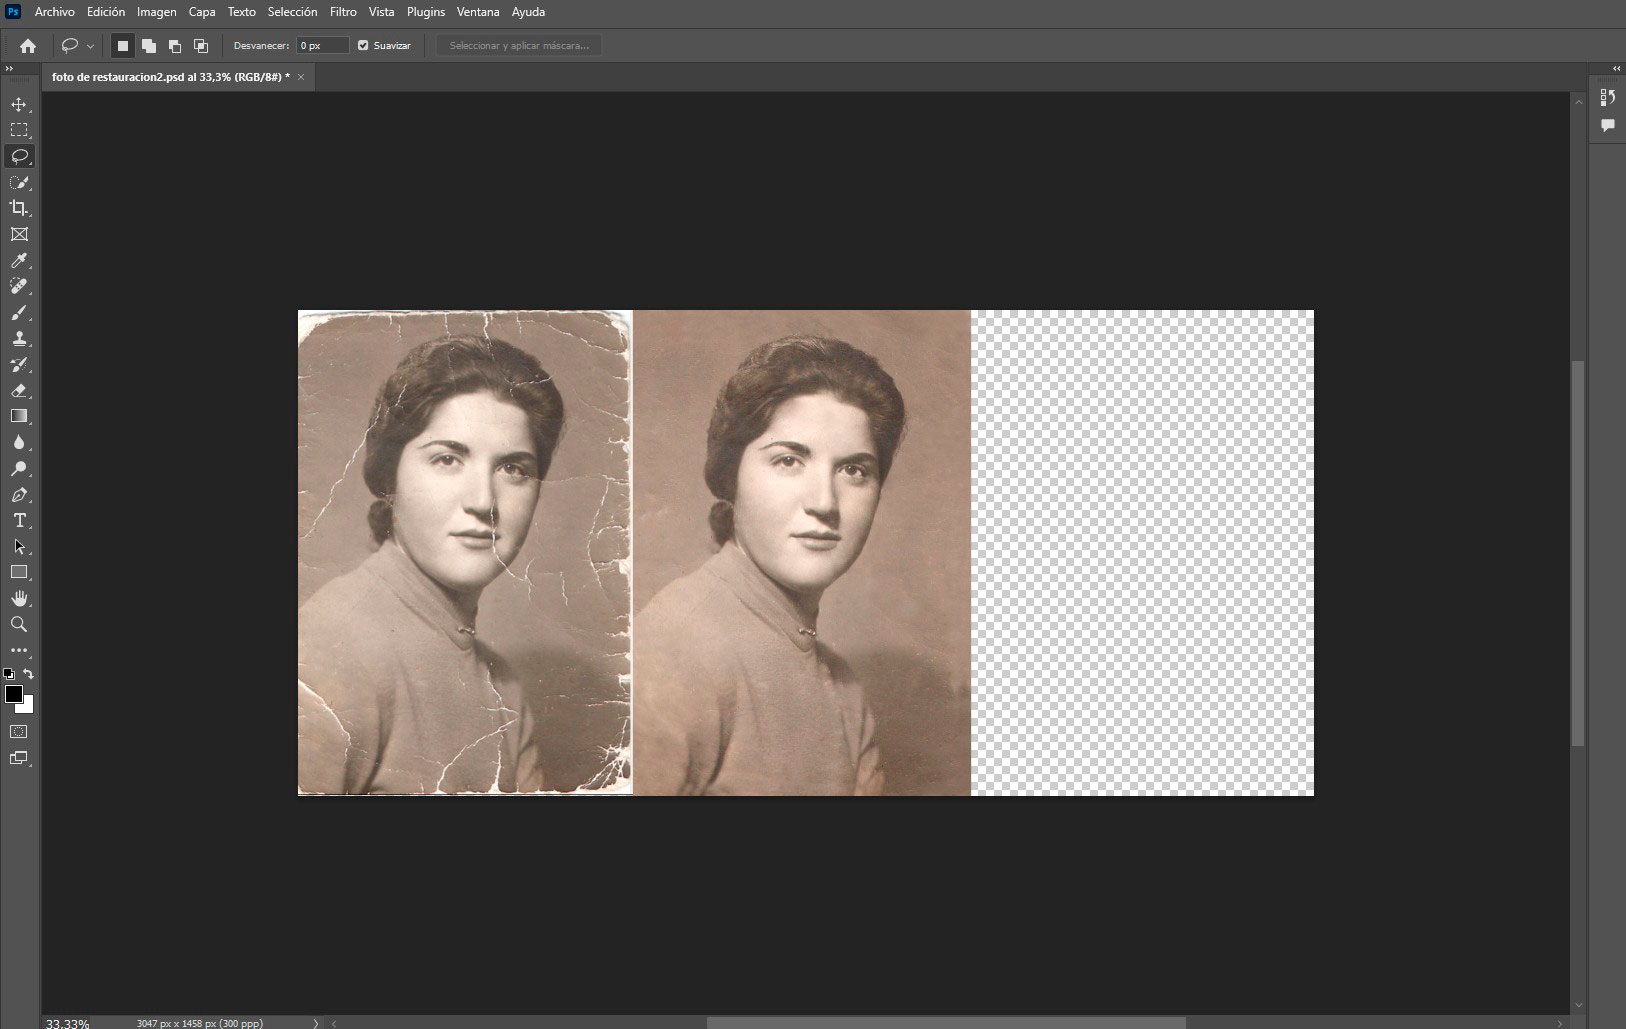 Ps Archivo Edición Imagen Capa Texto Selección Filtro Vista Plugins Ventana Ayuda
Desvanecer: 0 px Suavizar Seleccionar y aplicar máscara...
foto de restauracion2.psd al 33,3% (RGB/8#) * ×
33,33% 3047 px x 1458 px (300 ppp)